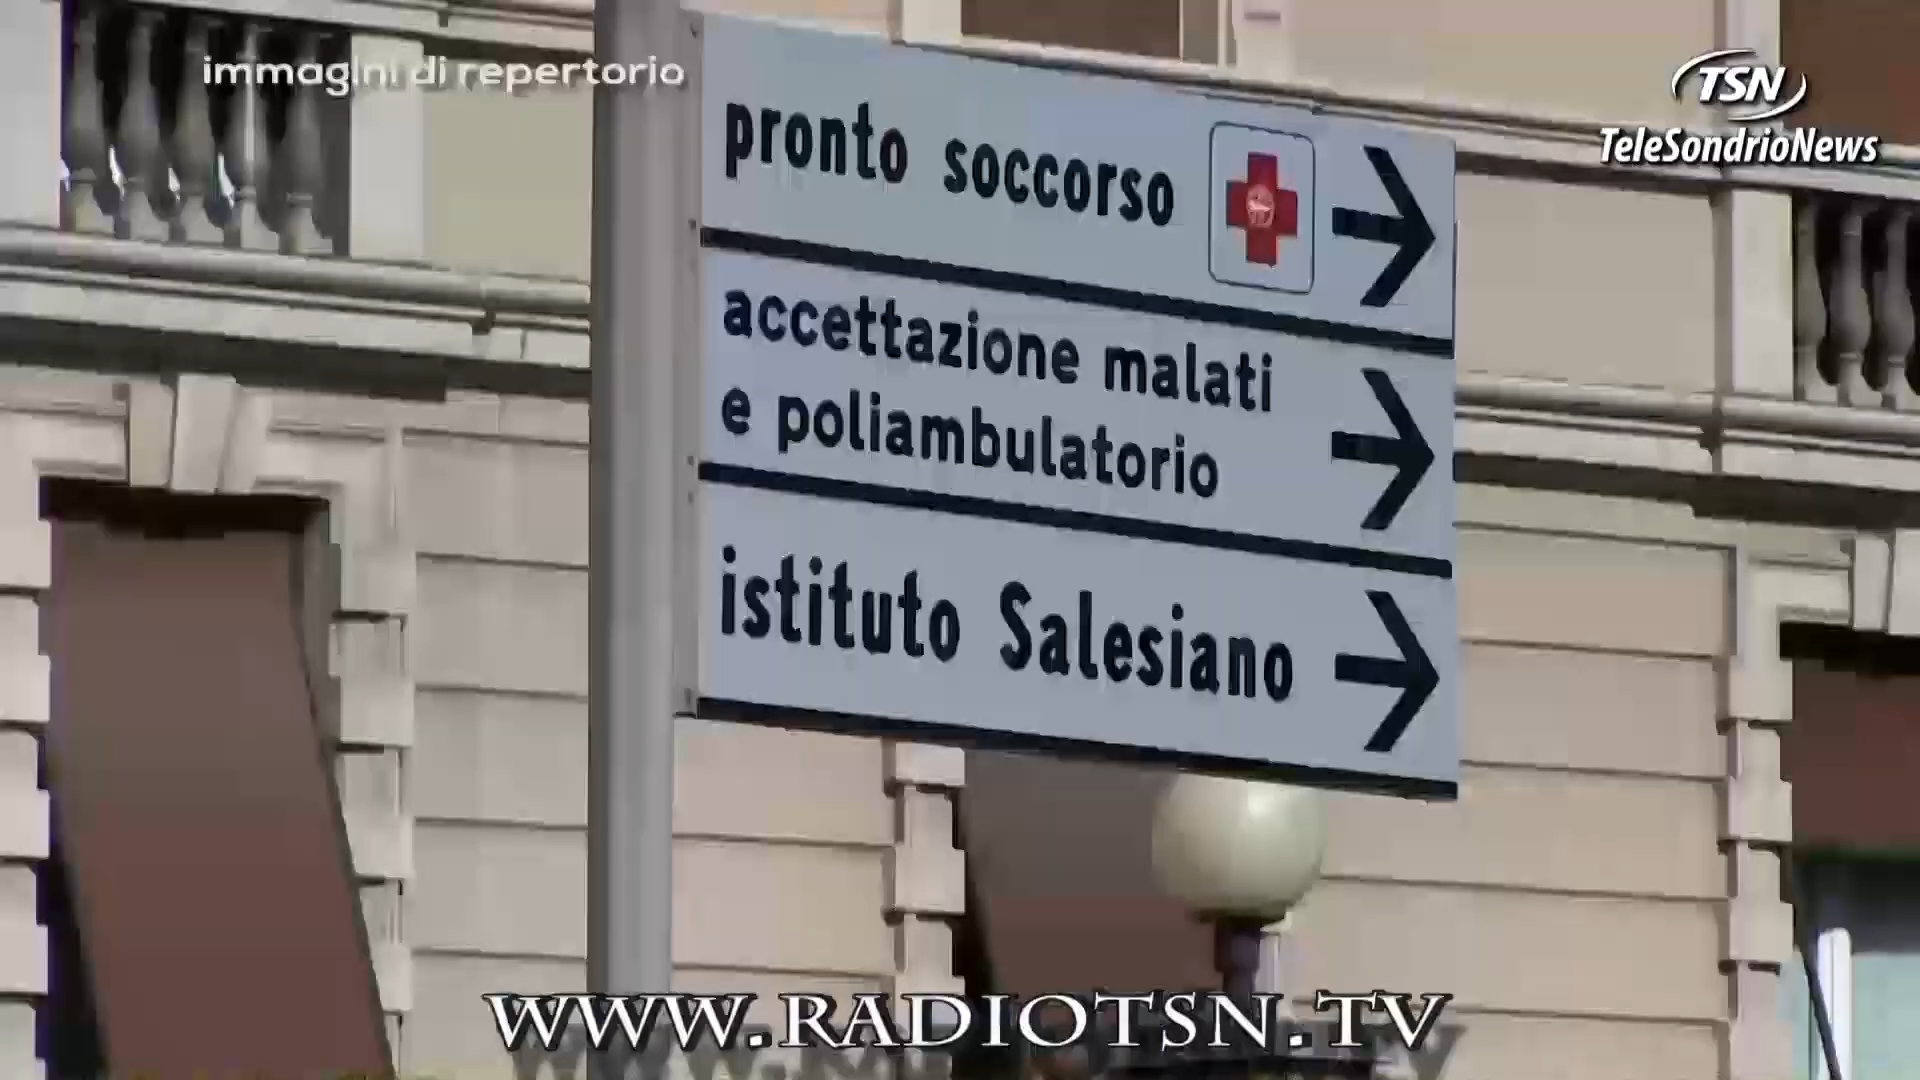 immagini di repertorio
TSN
TeleSondrioNews
pronto soccorso
accettazione malati
e poliambulatorio
istituto Salesiano
WWW.RADIOTSN.TV